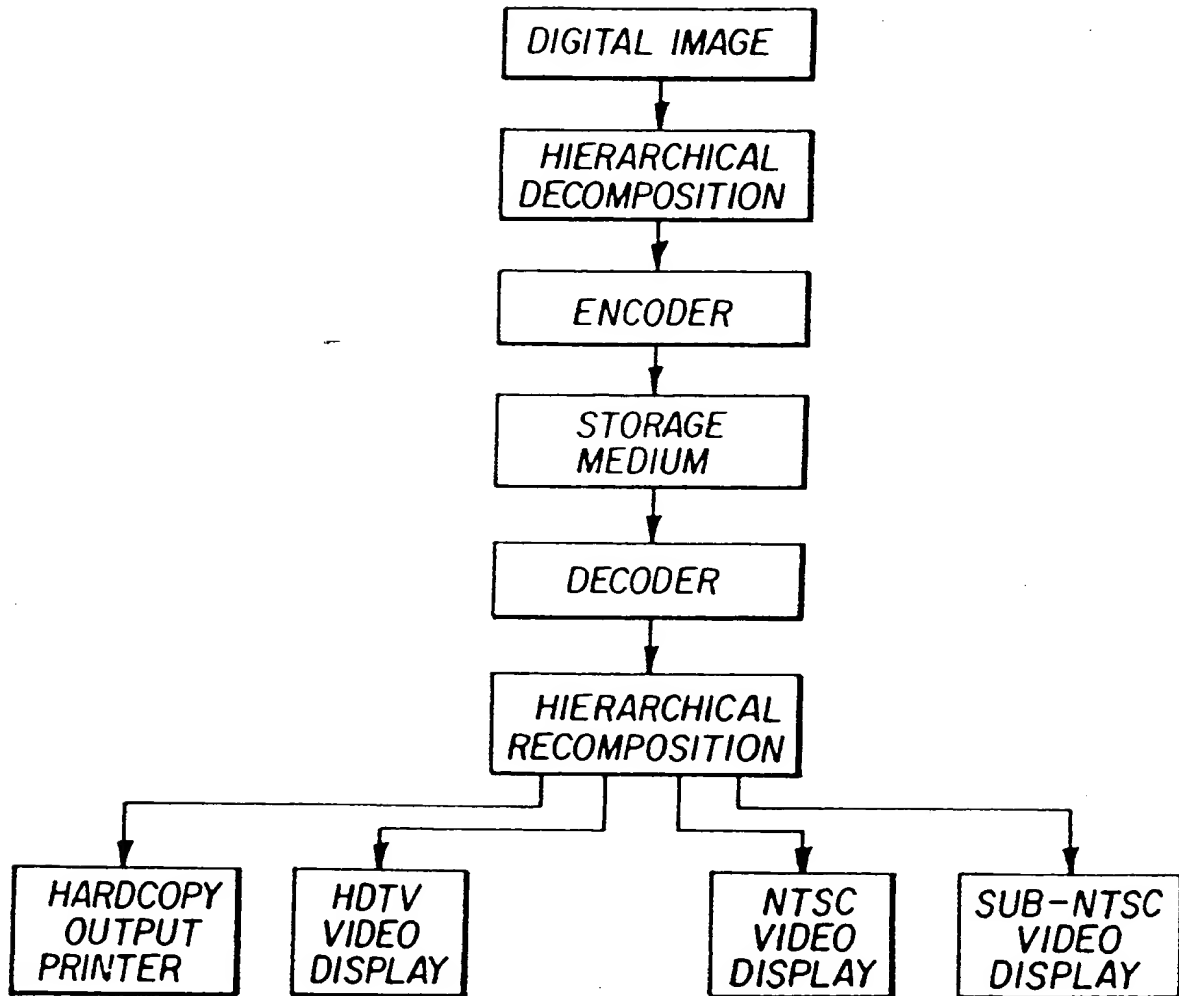 DIGITAL IMAGE
HIERARCHICAL
DECOMPOSITION
ENCODER
STORAGE
MEDIUM
DECODER
HIERARCHICAL
RECOMPOSITION
HARDCOPY
OUTPUT
PRINTER
HDTV
VIDEO
DISPLAY
NTSC
VIDEO
DISPLAY
SUB-NTSC
VIDEO
DISPLAY